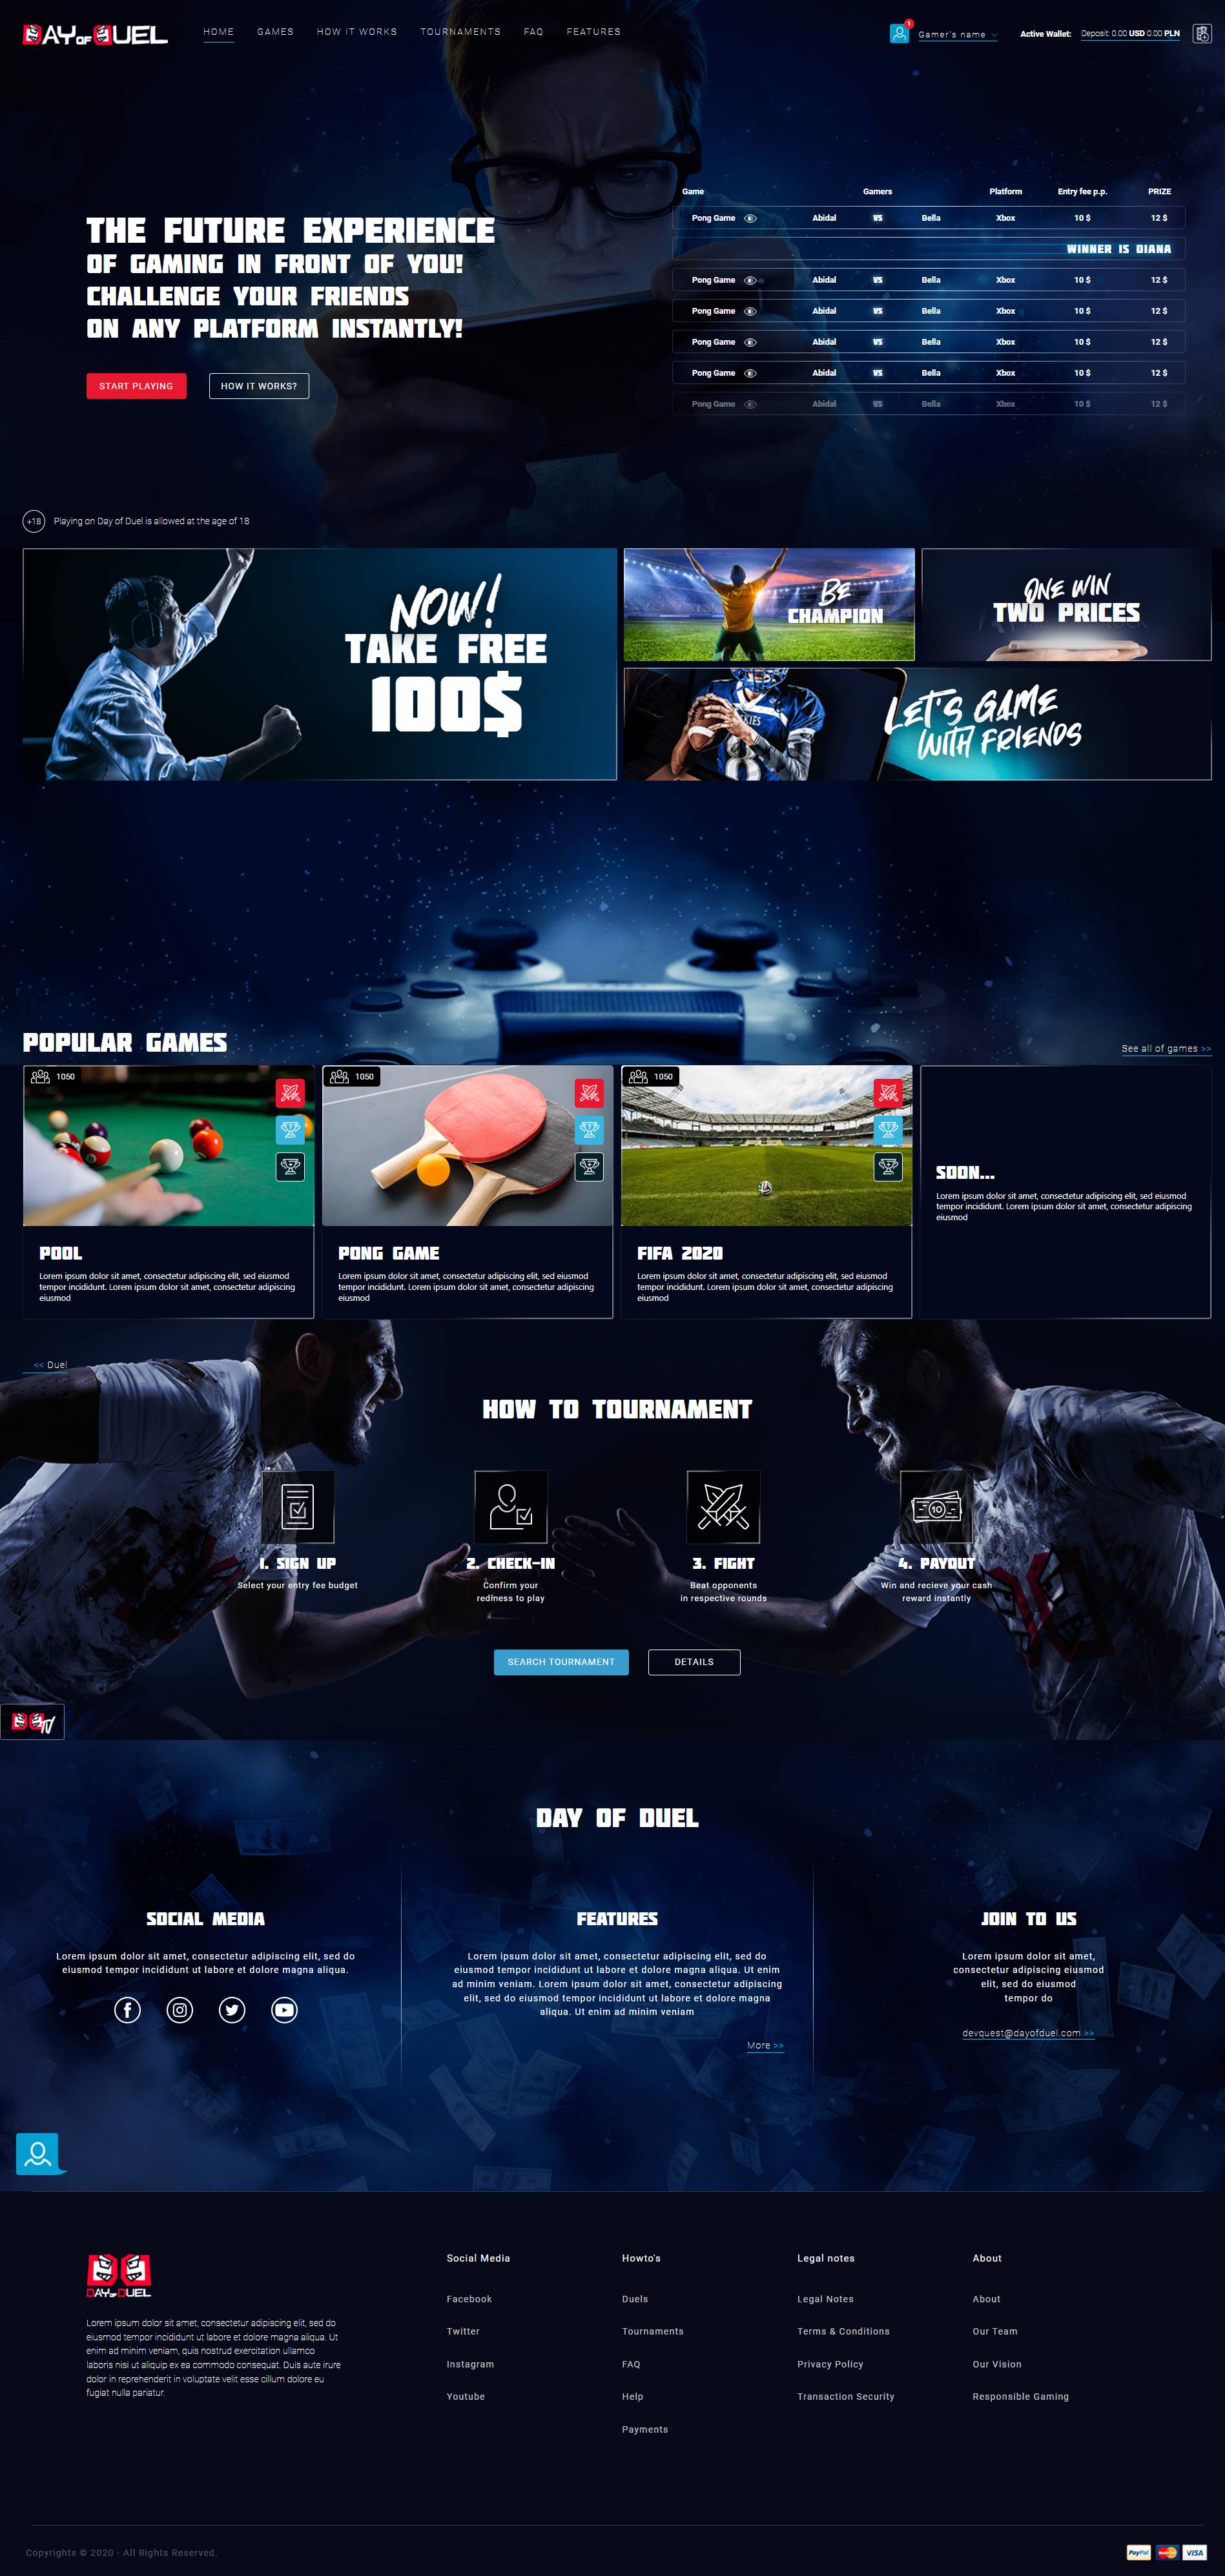 DAY OF DUEL
HOME GAMES HOW IT WORKS TOURNAMENTS FAQ FEATURES
1
Gamer's name
Active Wallet: Deposit: 0.00 USD 0.00 PLN
THE FUTURE EXPERIENCE
OF GAMING IN FRONT OF YOU!
CHALLENGE YOUR FRIENDS
ON ANY PLATFORM INSTANTLY!
START PLAYING
HOW IT WORKS?
Game Gamers Platform Entry fee p.p. PRIZE
Pong Game Abidal VS Bella Xbox 10 $ 12 $
WINNER IS DIANA
Pong Game Abidal VS Bella Xbox 10 $ 12 $
Pong Game Abidal VS Bella Xbox 10 $ 12 $
Pong Game Abidal VS Bella Xbox 10 $ 12 $
Pong Game Abidal VS Bella Xbox 10 $ 12 $
Pong Game Abidal VS Bella Xbox 10 $ 12 $
+18 Playing on Day of Duel is allowed at the age of 18
NOW!
TAKE FREE
100$
BE
CHAMPION
ONE WIN
TWO PRICES
LET'S GAME
WITH FRIENDS
8
POPULAR GAMES
See all of games >>
1050
POOL
Lorem ipsum dolor sit amet, consectetur adipiscing elit, sed eiusmod
tempor incididunt. Lorem ipsum dolor sit amet, consectetur adipiscing
eiusmod
1050
PONG GAME
Lorem ipsum dolor sit amet, consectetur adipiscing elit, sed eiusmod
tempor incididunt. Lorem ipsum dolor sit amet, consectetur adipiscing
eiusmod
1050
FIFA 2020
Lorem ipsum dolor sit amet, consectetur adipiscing elit, sed eiusmod
tempor incididunt. Lorem ipsum dolor sit amet, consectetur adipiscing
eiusmod
SOON...
Lorem ipsum dolor sit amet, consectetur adipiscing elit, sed eiusmod
tempor incididunt. Lorem ipsum dolor sit amet, consectetur adipiscing
eiusmod
<< Duel
HOW TO TOURNAMENT
1. SIGN UP
Select your entry fee budget
2. CHECK-IN
Confirm your
rediness to play
3. FIGHT
Beat opponents
in respective rounds
10
4. PAYOUT
Win and recieve your cash
reward instantly
SEARCH TOURNAMENT
DETAILS
TV
DAY OF DUEL
SOCIAL MEDIA
Lorem ipsum dolor sit amet, consectetur adipiscing elit, sed do
eiusmod tempor incididunt ut labore et dolore magna aliqua.
FEATURES
Lorem ipsum dolor sit amet, consectetur adipiscing elit, sed do
eiusmod tempor incididunt ut labore et dolore magna aliqua. Ut enim
ad minim veniam. Lorem ipsum dolor sit amet, consectetur adipiscing
elit, sed do eiusmod tempor incididunt ut labore et dolore magna
aliqua. Ut enim ad minim veniam
More >>
JOIN TO US
Lorem ipsum dolor sit amet,
consectetur adipiscing eiusmod
elit, sed do eiusmod
tempor do
devquest@dayofduel.com >>
DAY OF DUEL
Lorem ipsum dolor sit amet, consectetur adipiscing elit, sed do
eiusmod tempor incididunt ut labore et dolore magna aliqua. Ut
enim ad minim veniam, quis nostrud exercitation ullamco
laboris nisi ut aliquip ex ea commodo consequat. Duis aute irure
dolor in reprehenderit in voluptate velit esse cillum dolore eu
fugiat nulla pariatur.
Social Media
Facebook
Twitter
Instagram
Youtube
Howto's
Duels
Tournaments
FAQ
Help
Payments
Legal notes
Legal Notes
Terms & Conditions
Privacy Policy
Transaction Security
About
About
Our Team
Our Vision
Responsible Gaming
Copyrights © 2020 - All Rights Reserved.
PayPal MasterCard VISA